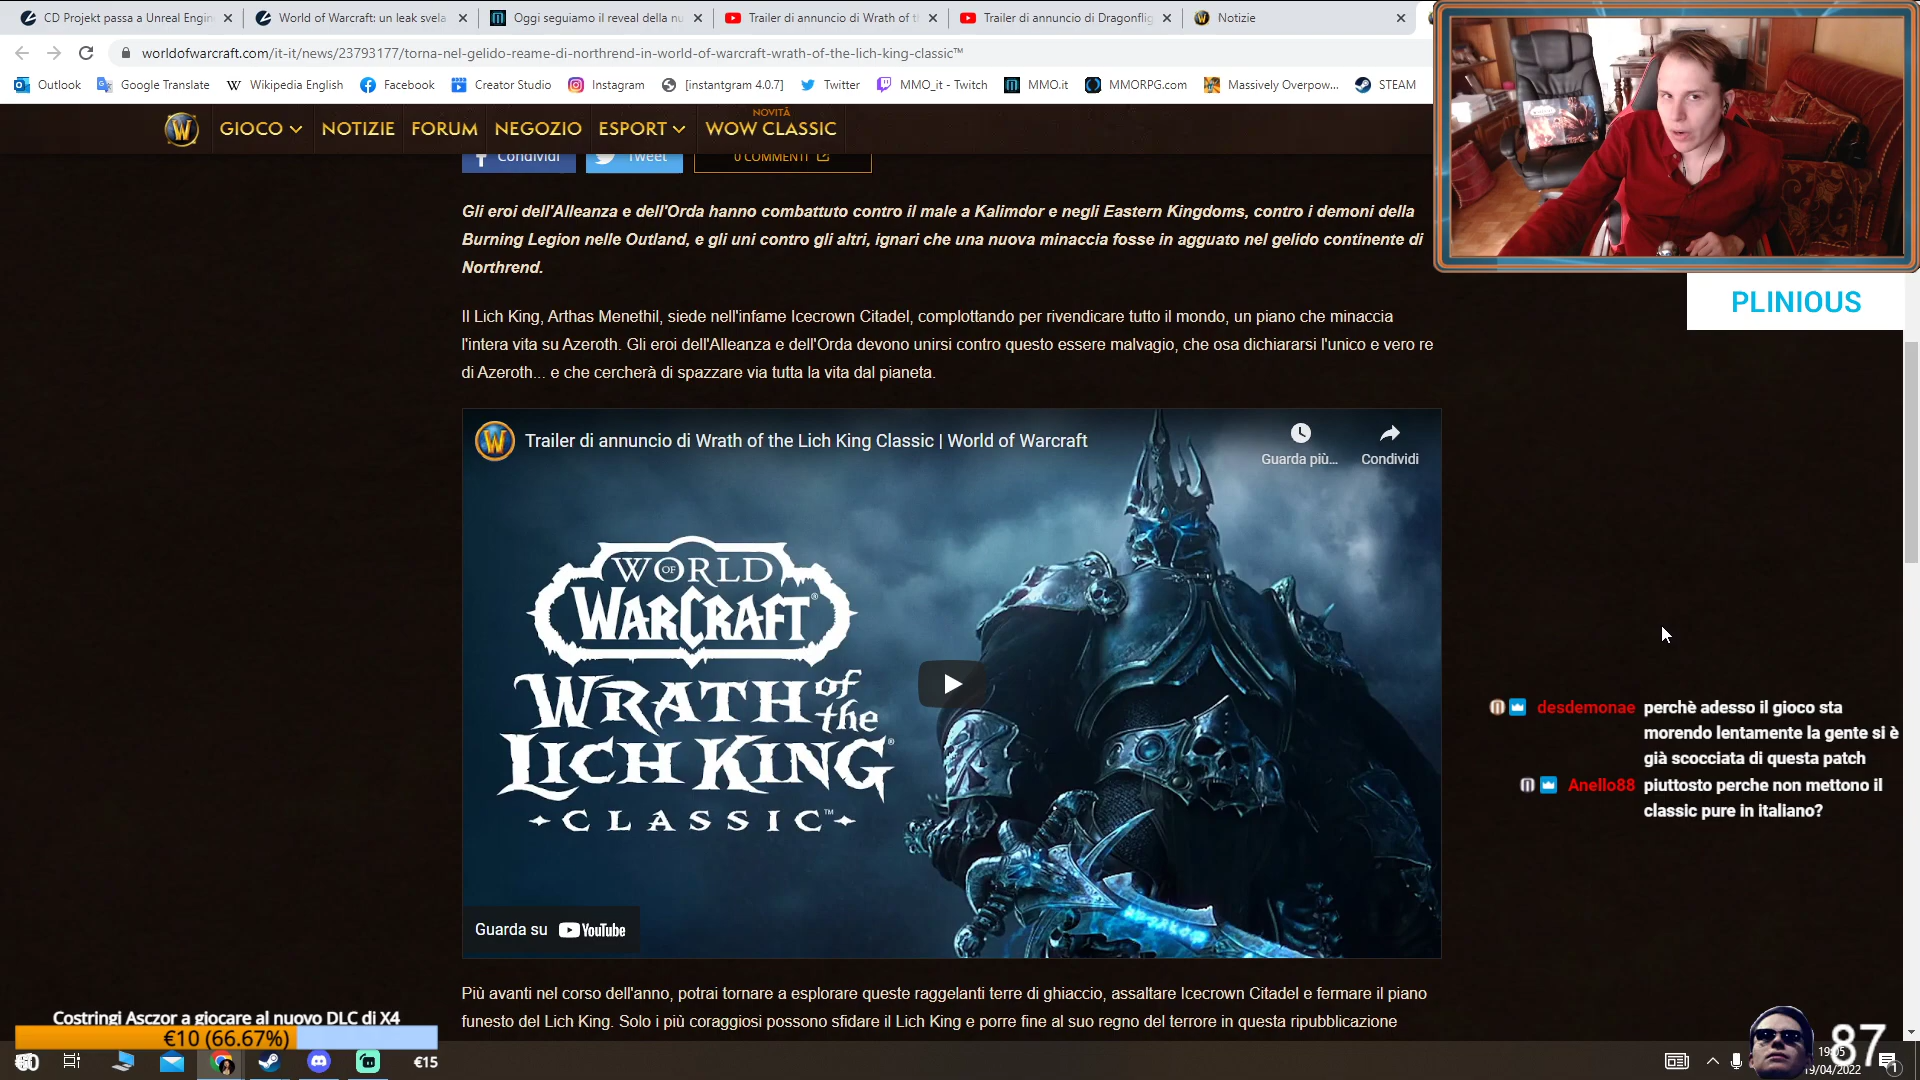 CD Projekt passa a Unreal Engin
World of Warcraft: un leak svela
Oggi seguiamo il reveal della nu
Trailer di annuncio di Wrath of t
Trailer di annuncio di Dragonflig
Notizie
worldofwarcraft.com/it-it/news/23793177/torna-nel-gelido-reame-di-northrend-in-world-of-warcraft-wrath-of-the-lich-king-classic™
Outlook
Google Translate
Wikipedia English
Facebook
Creator Studio
Instagram
[instantgram 4.0.7]
Twitter
MMO_it - Twitch
MMO.it
MMORPG.com
Massively Overpow...
STEAM
NOVITÀ
GIOCO
NOTIZIE
FORUM
NEGOZIO
ESPORT
WOW CLASSIC
Condividi
Tweet
0 COMMENTI
Gli eroi dell'Alleanza e dell'Orda hanno combattuto contro il male a Kalimdor e negli Eastern Kingdoms, contro i demoni della
Burning Legion nelle Outland, e gli uni contro gli altri, ignari che una nuova minaccia fosse in agguato nel gelido continente di
Northrend.
PLINIOUS
Il Lich King, Arthas Menethil, siede nell'infame Icecrown Citadel, complottando per rivendicare tutto il mondo, un piano che minaccia
l'intera vita su Azeroth. Gli eroi dell'Alleanza e dell'Orda devono unirsi contro questo essere malvagio, che osa dichiararsi l'unico e vero re
di Azeroth... e che cercherà di spazzare via tutta la vita dal pianeta.
Trailer di annuncio di Wrath of the Lich King Classic | World of Warcraft
Guarda più...
Condividi
WORLD
OF
WARCRAFT
WRATH of
the
LICH KING
CLASSIC™
Guarda su YouTube
desdemonae perchè adesso il gioco sta
morendo lentamente la gente si è
già scocciata di questa patch
Anello88 piuttosto perche non mettono il
classic pure in italiano?
Più avanti nel corso dell'anno, potrai tornare a esplorare queste raggelanti terre di ghiaccio, assaltare Icecrown Citadel e fermare il piano
funesto del Lich King. Solo i più coraggiosi possono sfidare il Lich King e porre fine al suo regno del terrore in questa ripubblicazione
Costringi Asczor a giocare al nuovo DLC di X4
€10 (66.67%)
€15
87
19:05
19/04/2022